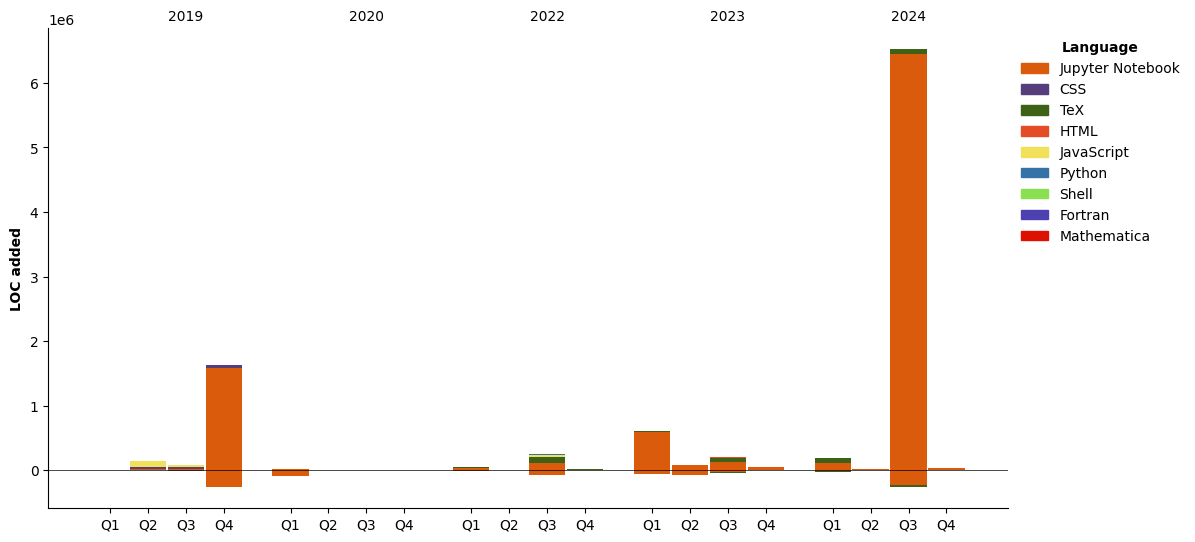 2019 2020 2022 2023 2024
1e6
6
5
4
3
2
1
0
LOC added
Q1 Q2 Q3 Q4 Q1 Q2 Q3 Q4 Q1 Q2 Q3 Q4 Q1 Q2 Q3 Q4 Q1 Q2 Q3 Q4
Language
Jupyter Notebook
CSS
TeX
HTML
JavaScript
Python
Shell
Fortran
Mathematica